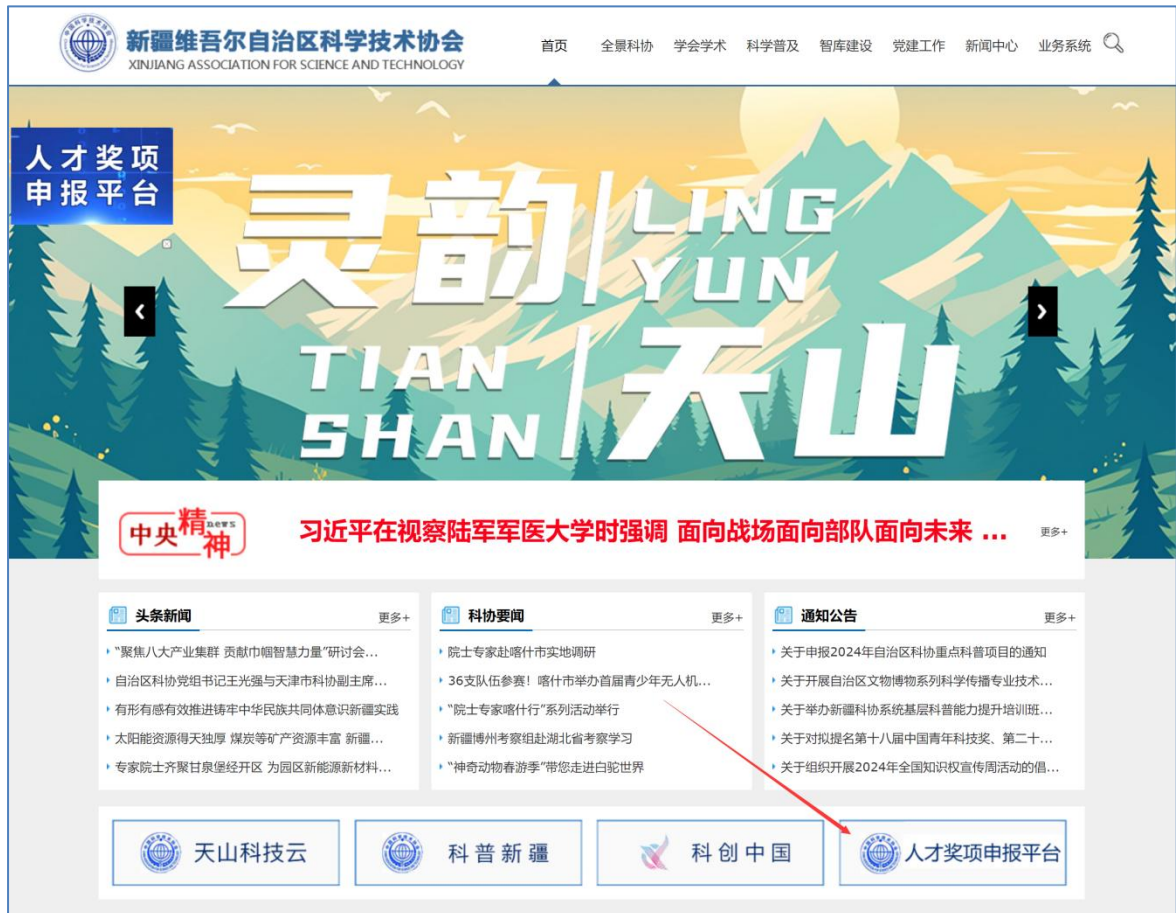 新疆维吾尔自治区科学技术协会
XINJIANG ASSOCIATION FOR SCIENCE AND TECHNOLOGY
首页 全景科协 学会学术 科学普及 智库建设 党建工作 新闻中心 业务系统
人才奖项
申报平台
灵韵 LING
YUN
TIAN
SHAN 天山
中央精神 news
习近平在视察陆军军医大学时强调 面向战场面向部队面向未来 ...
更多+
头条新闻 更多+
“聚焦八大产业集群 贡献巾帼智慧力量”研讨会...
自治区科协党组书记王光强与天津市科协副主席...
有形有感有效推进铸牢中华民族共同体意识新疆实践
太阳能资源得天独厚 煤炭等矿产资源丰富 新疆...
专家院士齐聚甘泉堡经开区 为园区新能源新材料...
科协要闻 更多+
院士专家赴喀什市实地调研
36支队伍参赛！喀什市举办首届青少年无人机...
“院士专家喀什行”系列活动举行
新疆博州考察组赴湖北省考察学习
“神奇动物春游季”带您走进白驼世界
通知公告 更多+
关于申报2024年自治区科协重点科普项目的通知
关于开展自治区文物博物系列科学传播专业技术...
关于举办新疆科协系统基层科普能力提升培训班...
关于对拟提名第十八届中国青年科技奖、第二十...
关于组织开展2024年全国知识产权宣传周活动的倡...
天山科技云
科普新疆
科创中国
人才奖项申报平台